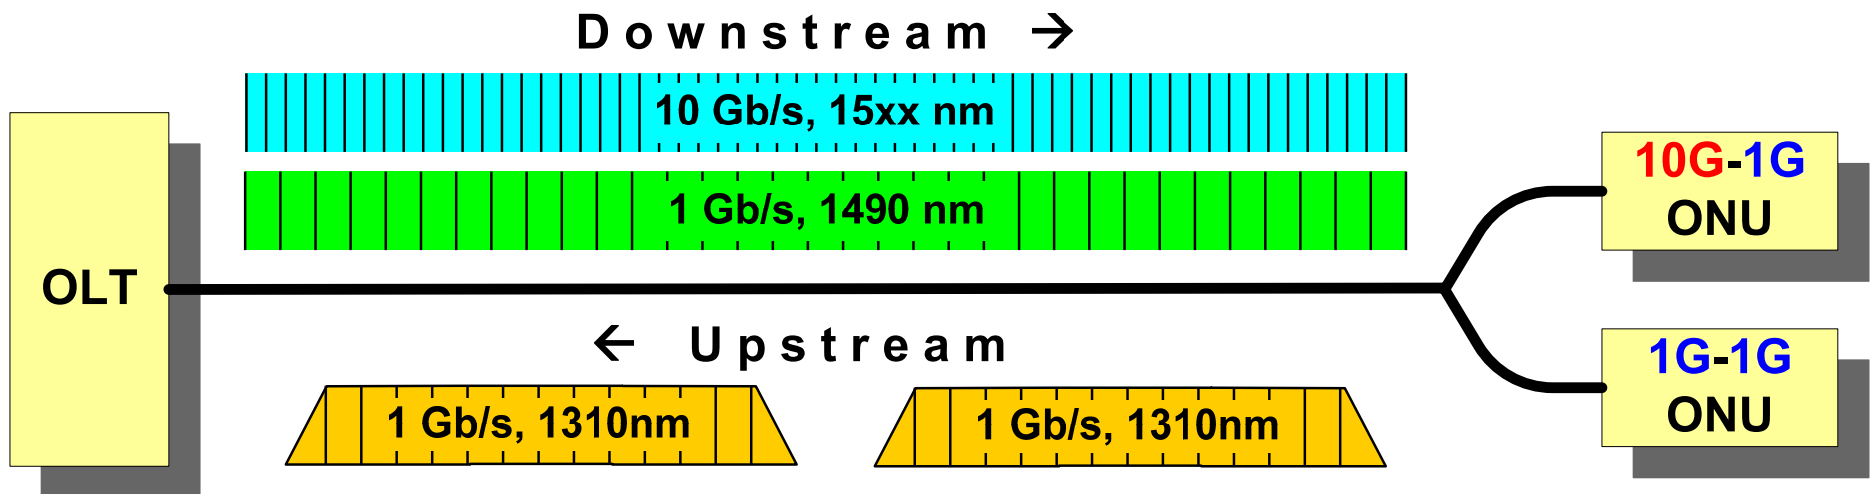 Downstream →
10 Gb/s, 15xx nm
1 Gb/s, 1490 nm
OLT
10G-1G
ONU
← Upstream
1 Gb/s, 1310nm
1 Gb/s, 1310nm
1G-1G
ONU